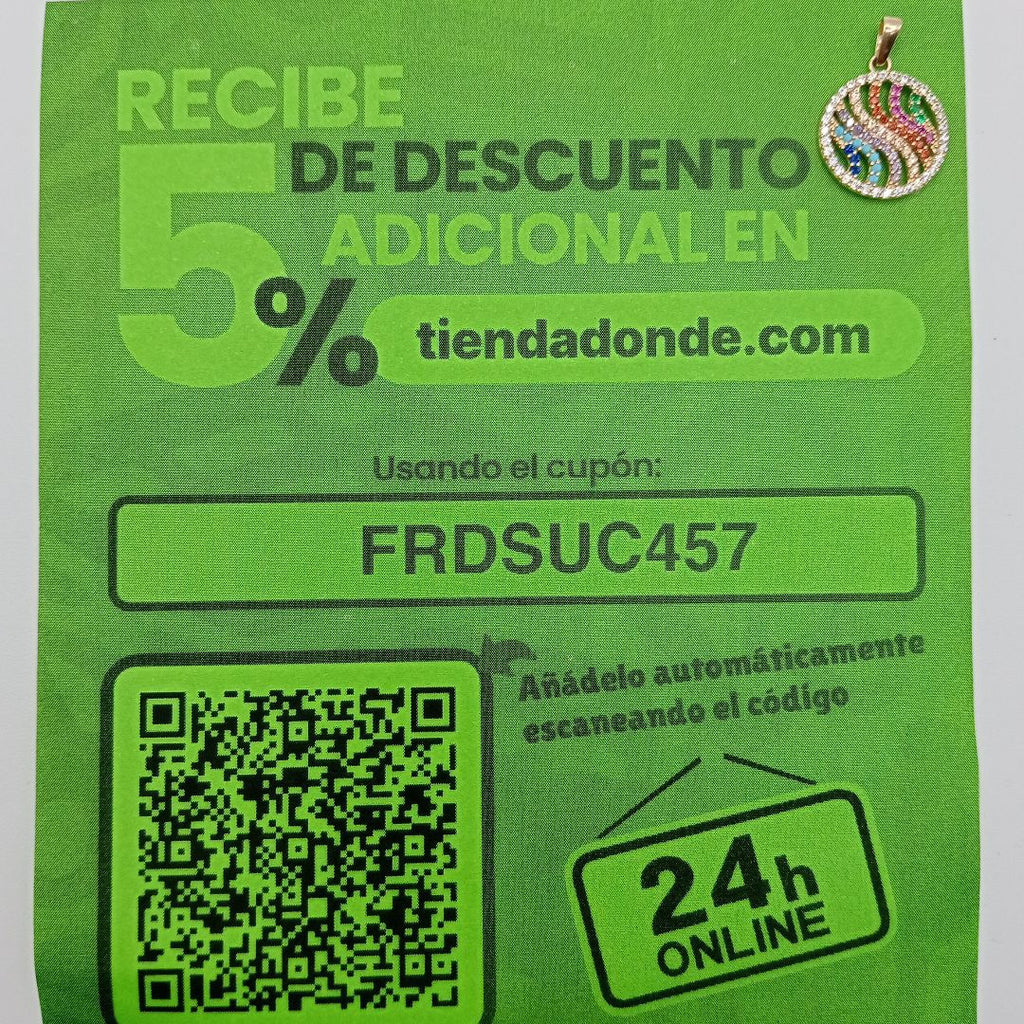 RECIBE
5% DE DESCUENTO
ADICIONAL EN
tiendadonde.com
Usando el cupón:
FRDSUC457
Añádelo automáticamente
escaneando el código
24h
ONLINE